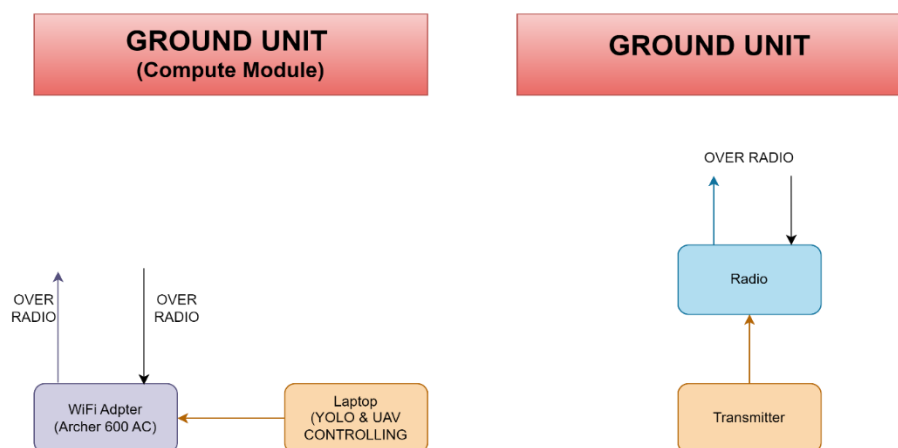 GROUND UNIT
(Compute Module)
GROUND UNIT
OVER RADIO
Radio
OVER
RADIO
OVER
RADIO
WiFi Adpter
(Archer 600 AC)
Laptop
(YOLO & UAV
CONTROLLING
Transmitter